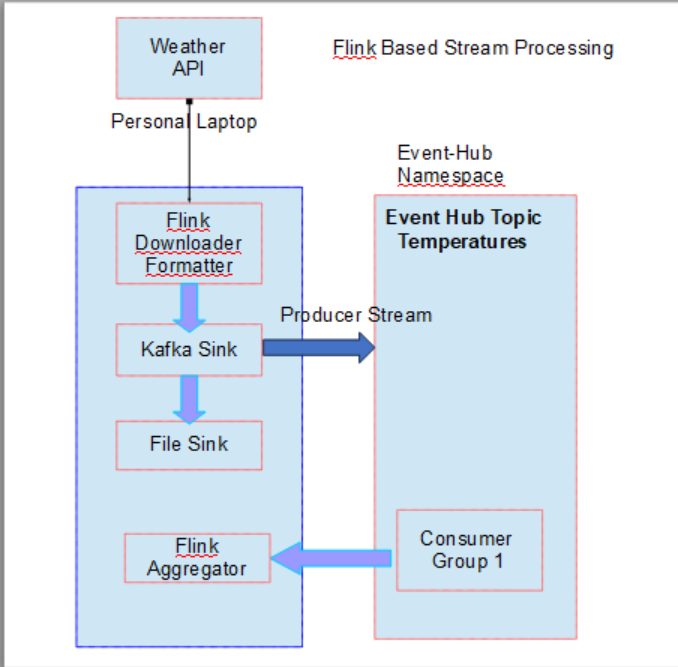 Weather
API
Flink Based Stream Processing
Personal Laptop
Event-Hub
Namespace
Flink
Downloader
Formatter
Event Hub Topic
Temperatures
Producer Stream
Kafka Sink
File Sink
Flink
Aggregator
Consumer
Group 1